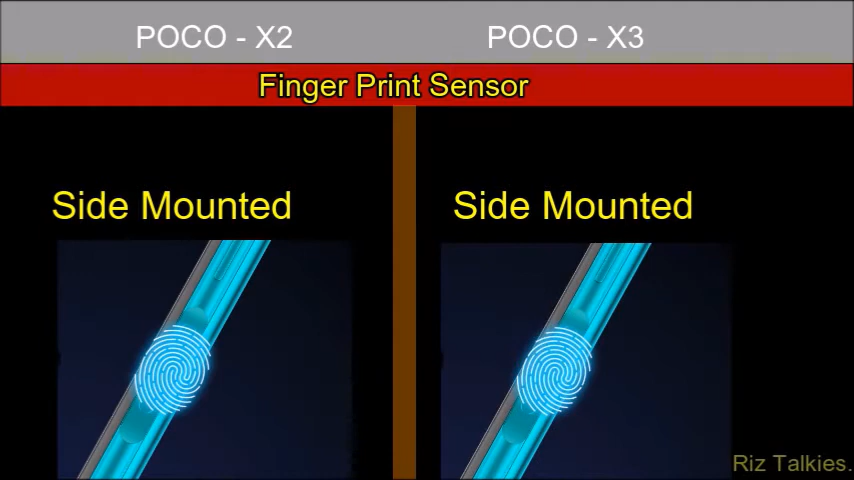 POCO - X2
POCO - X3
Finger Print Sensor
Side Mounted
Side Mounted
Riz Talkies.